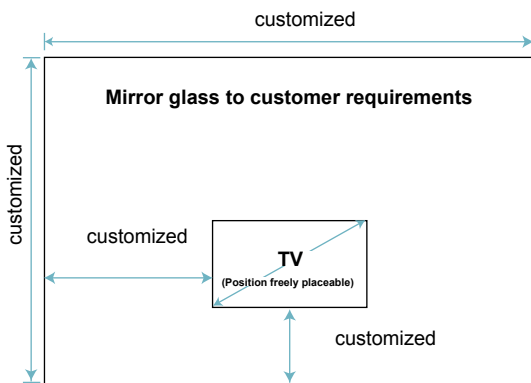 customized
Mirror glass to customer requirements
customized
customized
TV
(Position freely placeable)
customized